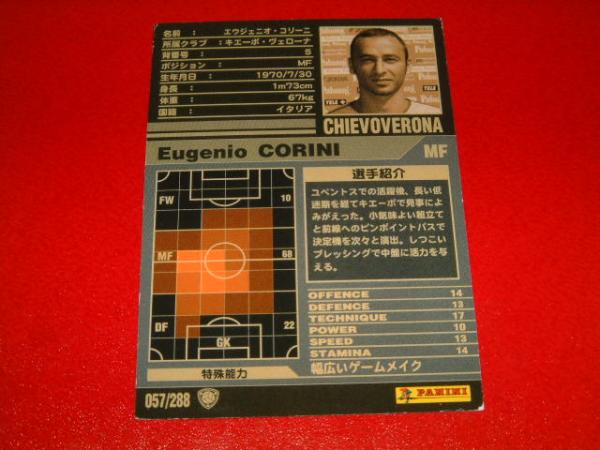 名前 : エウジェニオ・コリーニ
所属クラブ : キエーボ・ヴェローナ
背番号 : 5
ポジション : MF
生年月日 : 1970/7/30
身長 : 1m73cm
体重 : 67kg
国籍 : イタリア
CHIEVOVERONA
Eugenio CORINI
MF
FW 10
MF 68
DF 22
GK
特殊能力
選手紹介
ユベントスでの活躍後、長い低
迷期を経てキエーボで見事によ
みがえった。小気味よい組立て
と前線へのピンポイントパスで
決定機を次々と演出。しつこい
プレッシングで中盤に活力を与
える。
OFFENCE 14
DEFENCE 13
TECHNIQUE 17
POWER 10
SPEED 13
STAMINA 14
幅広いゲームメイク
057/288
PANINI